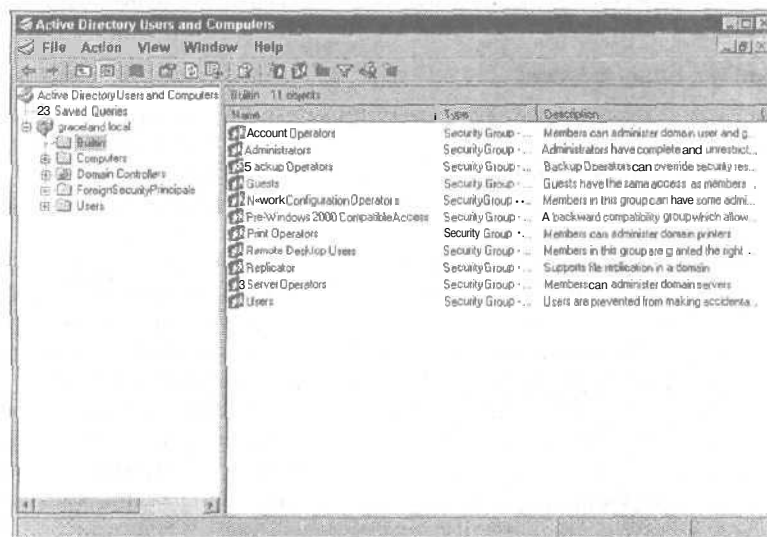 Active Directory Users and Computers
File Action View Window Help
Active Directory Users and Computers
23 Saved Queries
graceland.local
Builtin
Computers
Domain Controllers
ForeignSecurityPrincipals
Users
Builtin 11 objects
Name Type Description
Account Operators Security Group - ... Members can administer domain user and g...
Administrators Security Group - ... Administrators have complete and unrestrict...
5 ackup Operators Security Group - ... Backup Operators can override security res...
Guests Security Group - ... Guests have the same access as members ...
N«work Configuration Operators Security Group - ... Members in this group can have some admi...
Pre-Windows 2000 Compatible Access Security Group - ... A backward compatibility group which allow...
Print Operators Security Group - ... Members can administer domain printers
Remote Desktop Users Security Group - ... Members in this group are g anted the right ...
Replicator Security Group - ... Supports file replication in a domain
3 Server Operators Security Group - ... Members can administer domain servers
Users Security Group - ... Users are prevented from making accidenta...